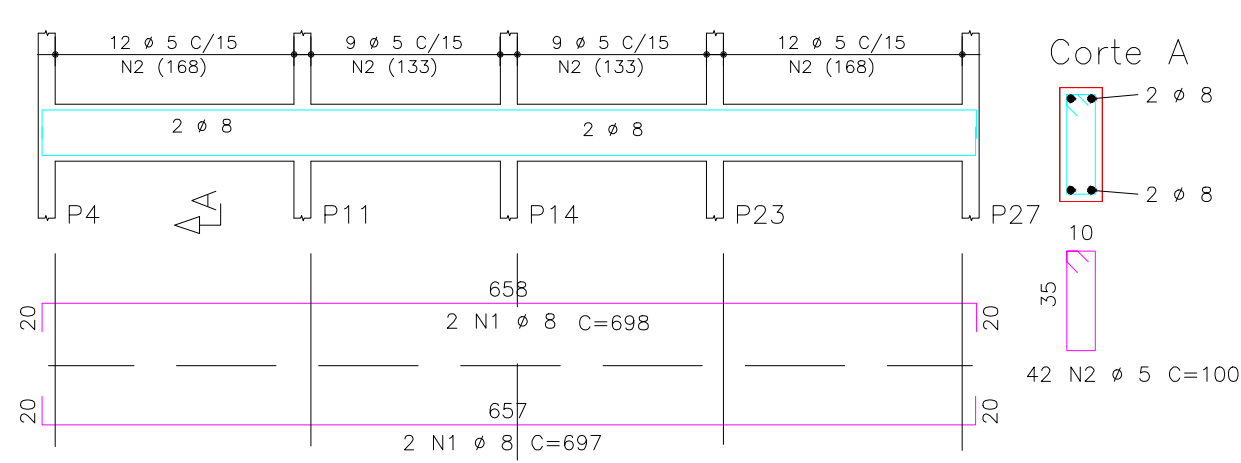 12 ø 5 C/15
N2 (168)
9 ø 5 C/15
N2 (133)
9 ø 5 C/15
N2 (133)
12 ø 5 C/15
N2 (168)
Corte A
2 ø 8
2 ø 8
2 ø 8
2 ø 8
A
P4
P11
P14
P23
P27
10
35
42 N2 ø 5 C=100
658
20
2 N1 ø 8 C=698
20
20
657
2 N1 ø 8 C=697
20